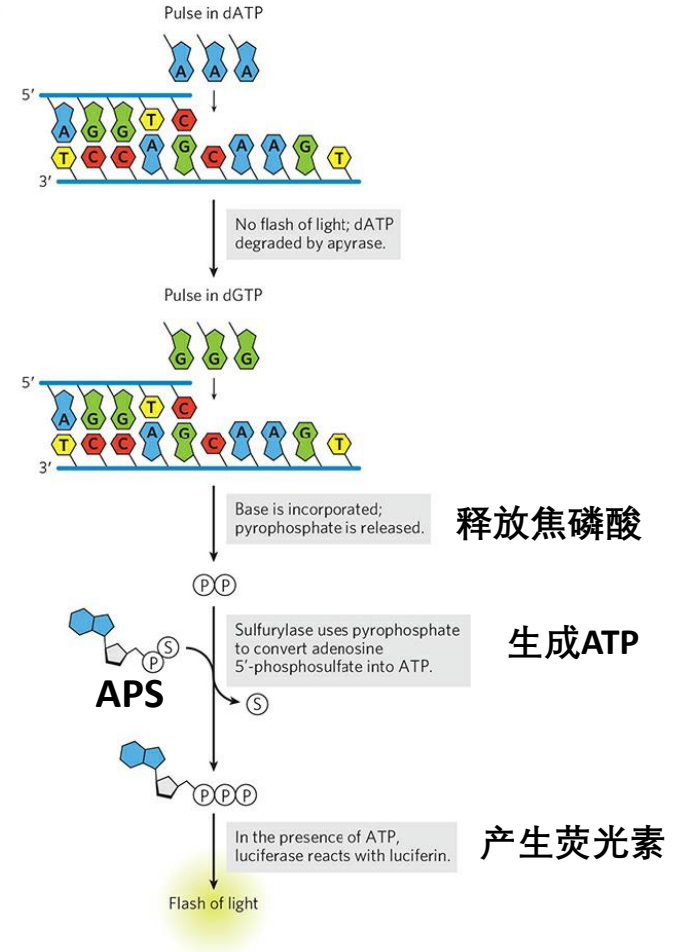 Pulse in dATP
A A A
5′
A G G T C
T C C A G C A A G T
3′
No flash of light; dATP
degraded by apyrase.
Pulse in dGTP
G G G
5′
A G G T C
T C C A G C A A G T
3′
Base is incorporated;
pyrophosphate is released.
释放焦磷酸
P P
Sulfurylase uses pyrophosphate
to convert adenosine
5′-phosphosulfate into ATP.
生成ATP
S
P
APS
S
P P P
In the presence of ATP,
luciferase reacts with luciferin.
产生荧光素
Flash of light